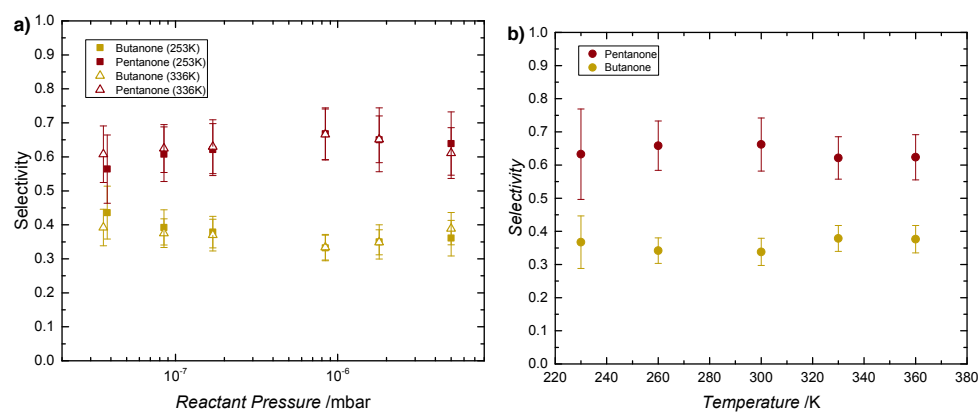 a)
1.0
0.9
0.8
0.7
0.6
0.5
0.4
0.3
0.2
0.1
0.0
Selectivity
Butanone (253K)
Pentanone (253K)
Butanone (336K)
Pentanone (336K)
10⁻⁷
10⁻⁶
Reactant Pressure /mbar
b)
1.0
0.9
0.8
0.7
0.6
0.5
0.4
0.3
0.2
0.1
0.0
Selectivity
Pentanone
Butanone
220 240 260 280 300 320 340 360 380
Temperature /K